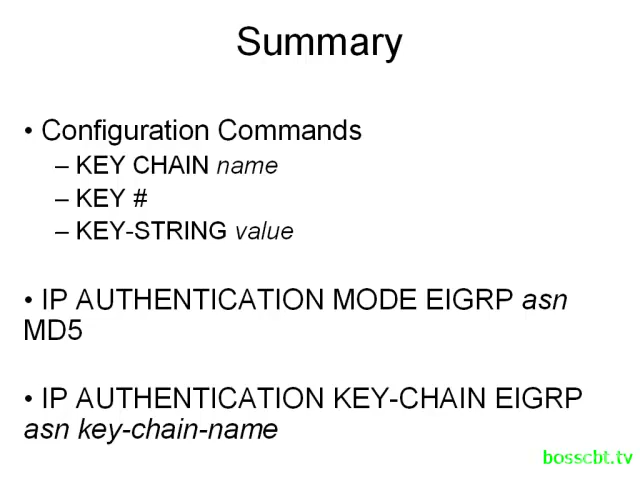 Summary
• Configuration Commands
– KEY CHAIN name
– KEY #
– KEY-STRING value
• IP AUTHENTICATION MODE EIGRP asn
MD5
• IP AUTHENTICATION KEY-CHAIN EIGRP
asn key-chain-name
bosscbt.tv